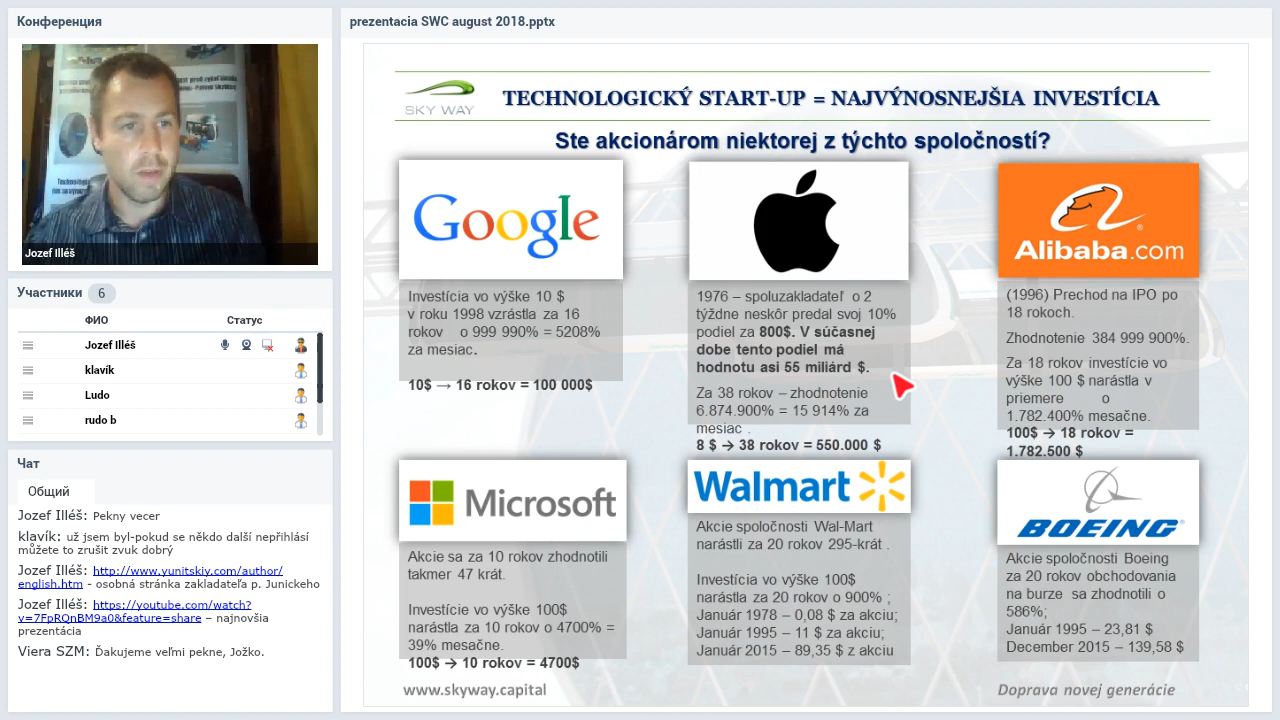 Конференция
Jozef Illéš
Участники 6
ФИО Статус
Jozef Illéš
klavík
Ludo
rudo b
Чат
Общий
Jozef Illéš: Pekny vecer
klavík: už jsem byl-pokud se někdo další nepřihlásí
můžete to zrušit zvuk dobrý
Jozef Illéš: http://www.yunitskiy.com/author/
english.htm - osobná stránka zakladateľa p. Junickeho
Jozef Illéš: https://youtube.com/watch?
v=7FpRQnBM9a0&feature=share – najnovšia
prezentácia
Viera SZM: Ďakujeme veľmi pekne, Jožko.
prezentacia SWC august 2018.pptx
SKY WAY
TECHNOLOGICKÝ START-UP = NAJVÝNOSNEJŠIA INVESTÍCIA
Ste akcionárom niektorej z týchto spoločností?
Google
Investícia vo výške 10 $
v roku 1998 vzrástla za 16
rokov o 999 990% = 5208%
za mesiac.
10$ → 16 rokov = 100 000$
1976 – spoluzakladateľ o 2
týždne neskôr predal svoj 10%
podiel za 800$. V súčasnej
dobe tento podiel má
hodnotu asi 55 miliárd $.
Za 38 rokov – zhodnotenie
6.874.900% = 15 914% za
mesiac .
8 $ → 38 rokov = 550.000 $
Alibaba.com
(1996) Prechod na IPO po
18 rokoch.
Zhodnotenie 384 999 900%.
Za 18 rokov investície vo
výške 100 $ narástla v
priemere o
1.782.400% mesačne.
100$ → 18 rokov =
1.782.500 $
Microsoft
Akcie sa za 10 rokov zhodnotili
takmer 47 krát.
Investície vo výške 100$
narástla za 10 rokov o 4700% =
39% mesačne.
100$ → 10 rokov = 4700$
Walmart
Akcie spoločnosti Wal-Mart
narástli za 20 rokov 295-krát .
Investícia vo výške 100$
narástla za 20 rokov o 900% ;
Január 1978 – 0,08 $ za akciu;
Január 1995 – 11 $ za akciu;
Január 2015 – 89,35 $ z akciu
BOEING
Akcie spoločnosti Boeing
za 20 rokov obchodovania
na burze sa zhodnotili o
586%;
Január 1995 – 23,81 $
December 2015 – 139,58 $
www.skyway.capital
Doprava novej generácie